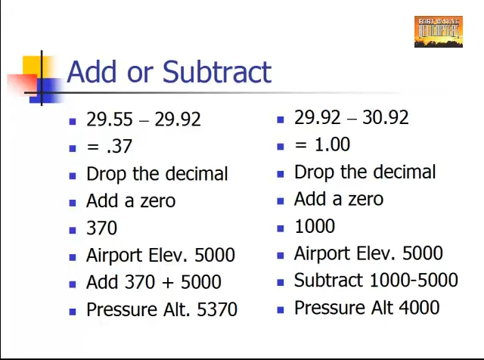 Add or Subtract
29.55 – 29.92
= .37
Drop the decimal
Add a zero
370
Airport Elev. 5000
Add 370 + 5000
Pressure Alt. 5370
29.92 – 30.92
= 1.00
Drop the decimal
Add a zero
1000
Airport Elev. 5000
Subtract 1000-5000
Pressure Alt 4000